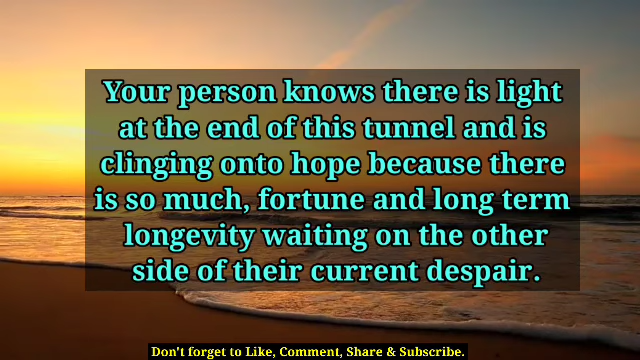 Your person knows there is light
at the end of this tunnel and is
clinging onto hope because there
is so much, fortune and long term
longevity waiting on the other
side of their current despair.
Don't forget to Like, Comment, Share & Subscribe.